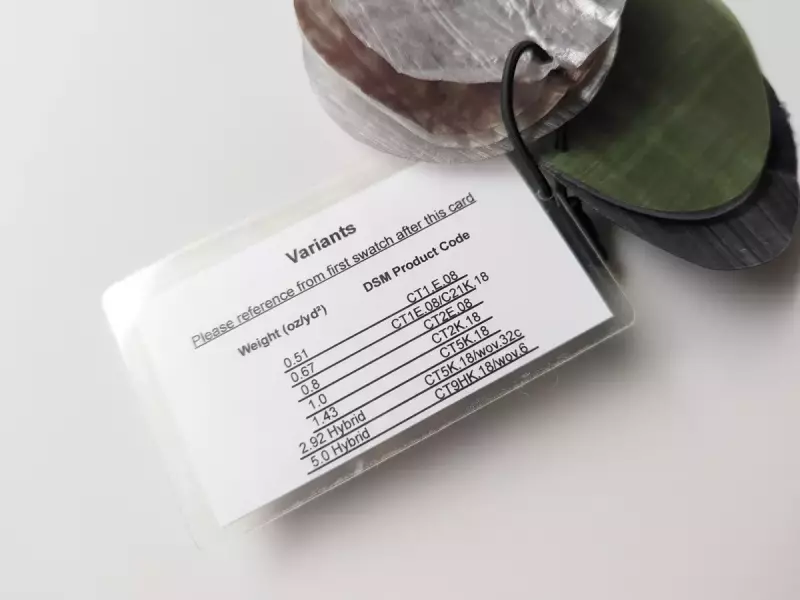 Variants
Please reference from first swatch after this card
Weight (oz/yd²) DSM Product Code
0.51 CT1.E.08
0.67 CT1E.08/C21K.18
0.8 CT2E.08
1.0 CT2K.18
1.43 CT5K.18
2.92 Hybrid CT5K.18/wov.32c
5.0 Hybrid CT9HK.18/wov.6